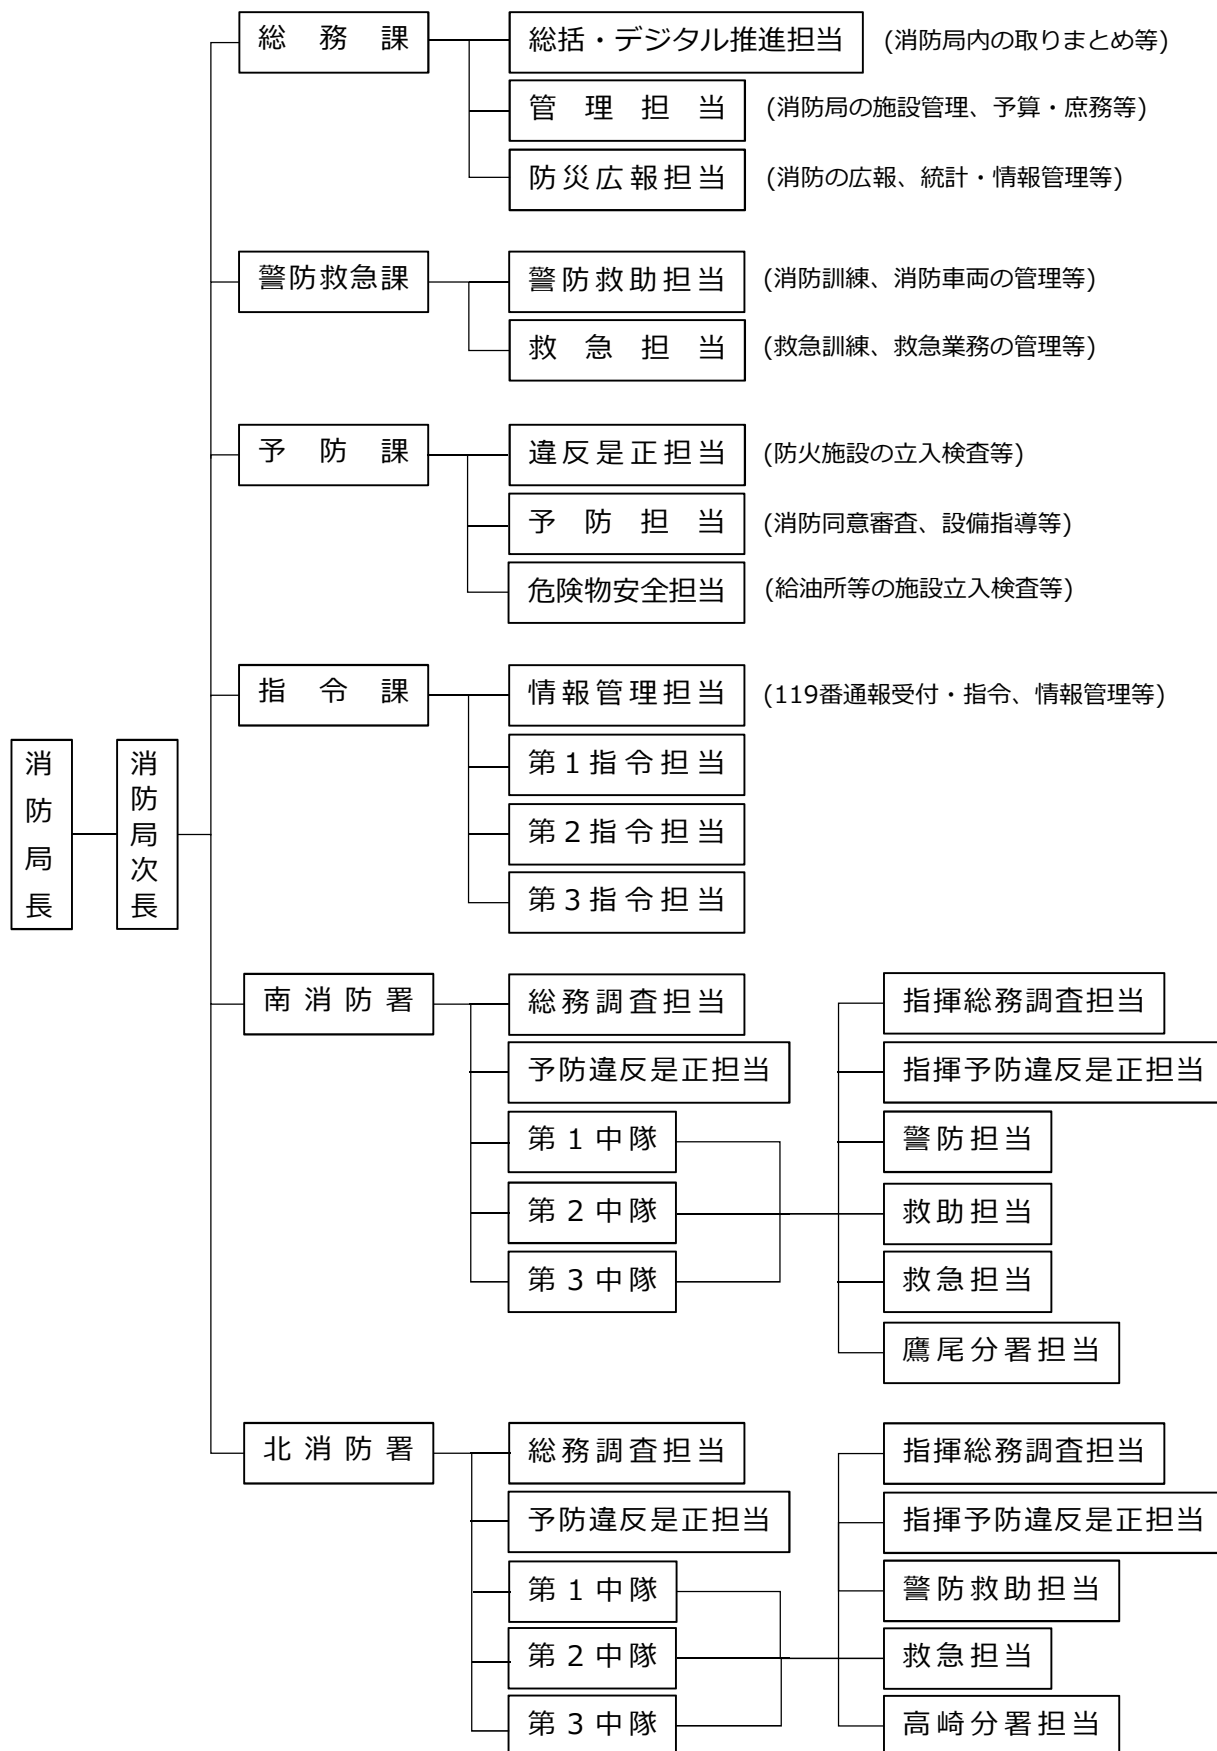 総務課
総括・デジタル推進担当
(消防局内の取りまとめ等)
管理担当
(消防局の施設管理、予算・庶務等)
防災広報担当
(消防の広報、統計・情報管理等)
警防救急課
警防救助担当
(消防訓練、消防車両の管理等)
救急担当
(救急訓練、救急業務の管理等)
予防課
違反是正担当
(防火施設の立入検査等)
予防担当
(消防同意審査、設備指導等)
危険物安全担当
(給油所等の施設立入検査等)
指令課
情報管理担当
(119番通報受付・指令、情報管理等)
第1指令担当
第2指令担当
第3指令担当
消防局長
消防局次長
南消防署
総務調査担当
予防違反是正担当
第1中隊
第2中隊
第3中隊
指揮総務調査担当
指揮予防違反是正担当
警防担当
救助担当
救急担当
鷹尾分署担当
北消防署
総務調査担当
予防違反是正担当
第1中隊
第2中隊
第3中隊
指揮総務調査担当
指揮予防違反是正担当
警防救助担当
救急担当
高崎分署担当